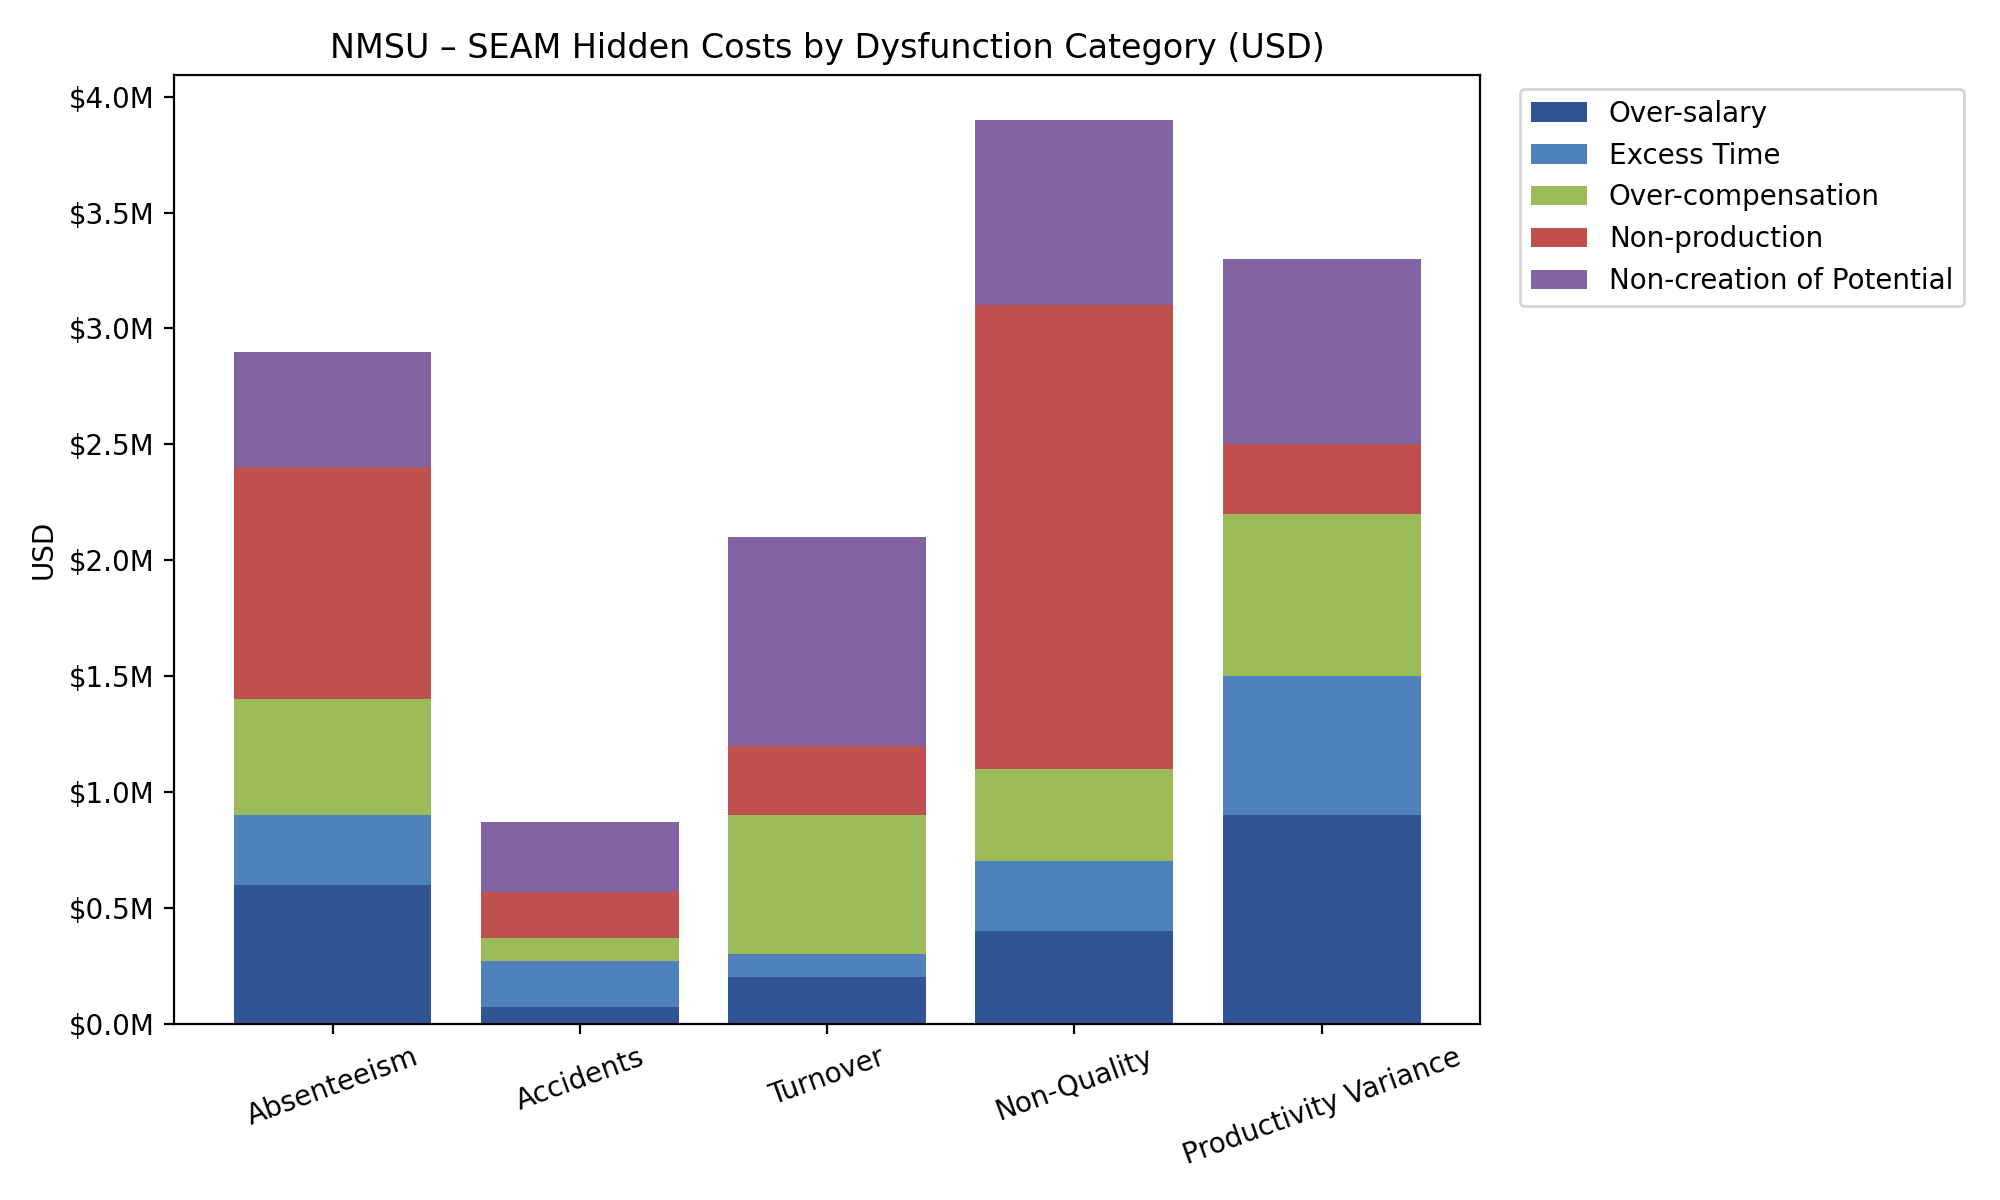 NMSU – SEAM Hidden Costs by Dysfunction Category (USD)
$4.0M
$3.5M
$3.0M
$2.5M
$2.0M
$1.5M
$1.0M
$0.5M
$0.0M
USD
Absenteeism
Accidents
Turnover
Non-Quality
Productivity Variance
Over-salary
Excess Time
Over-compensation
Non-production
Non-creation of Potential